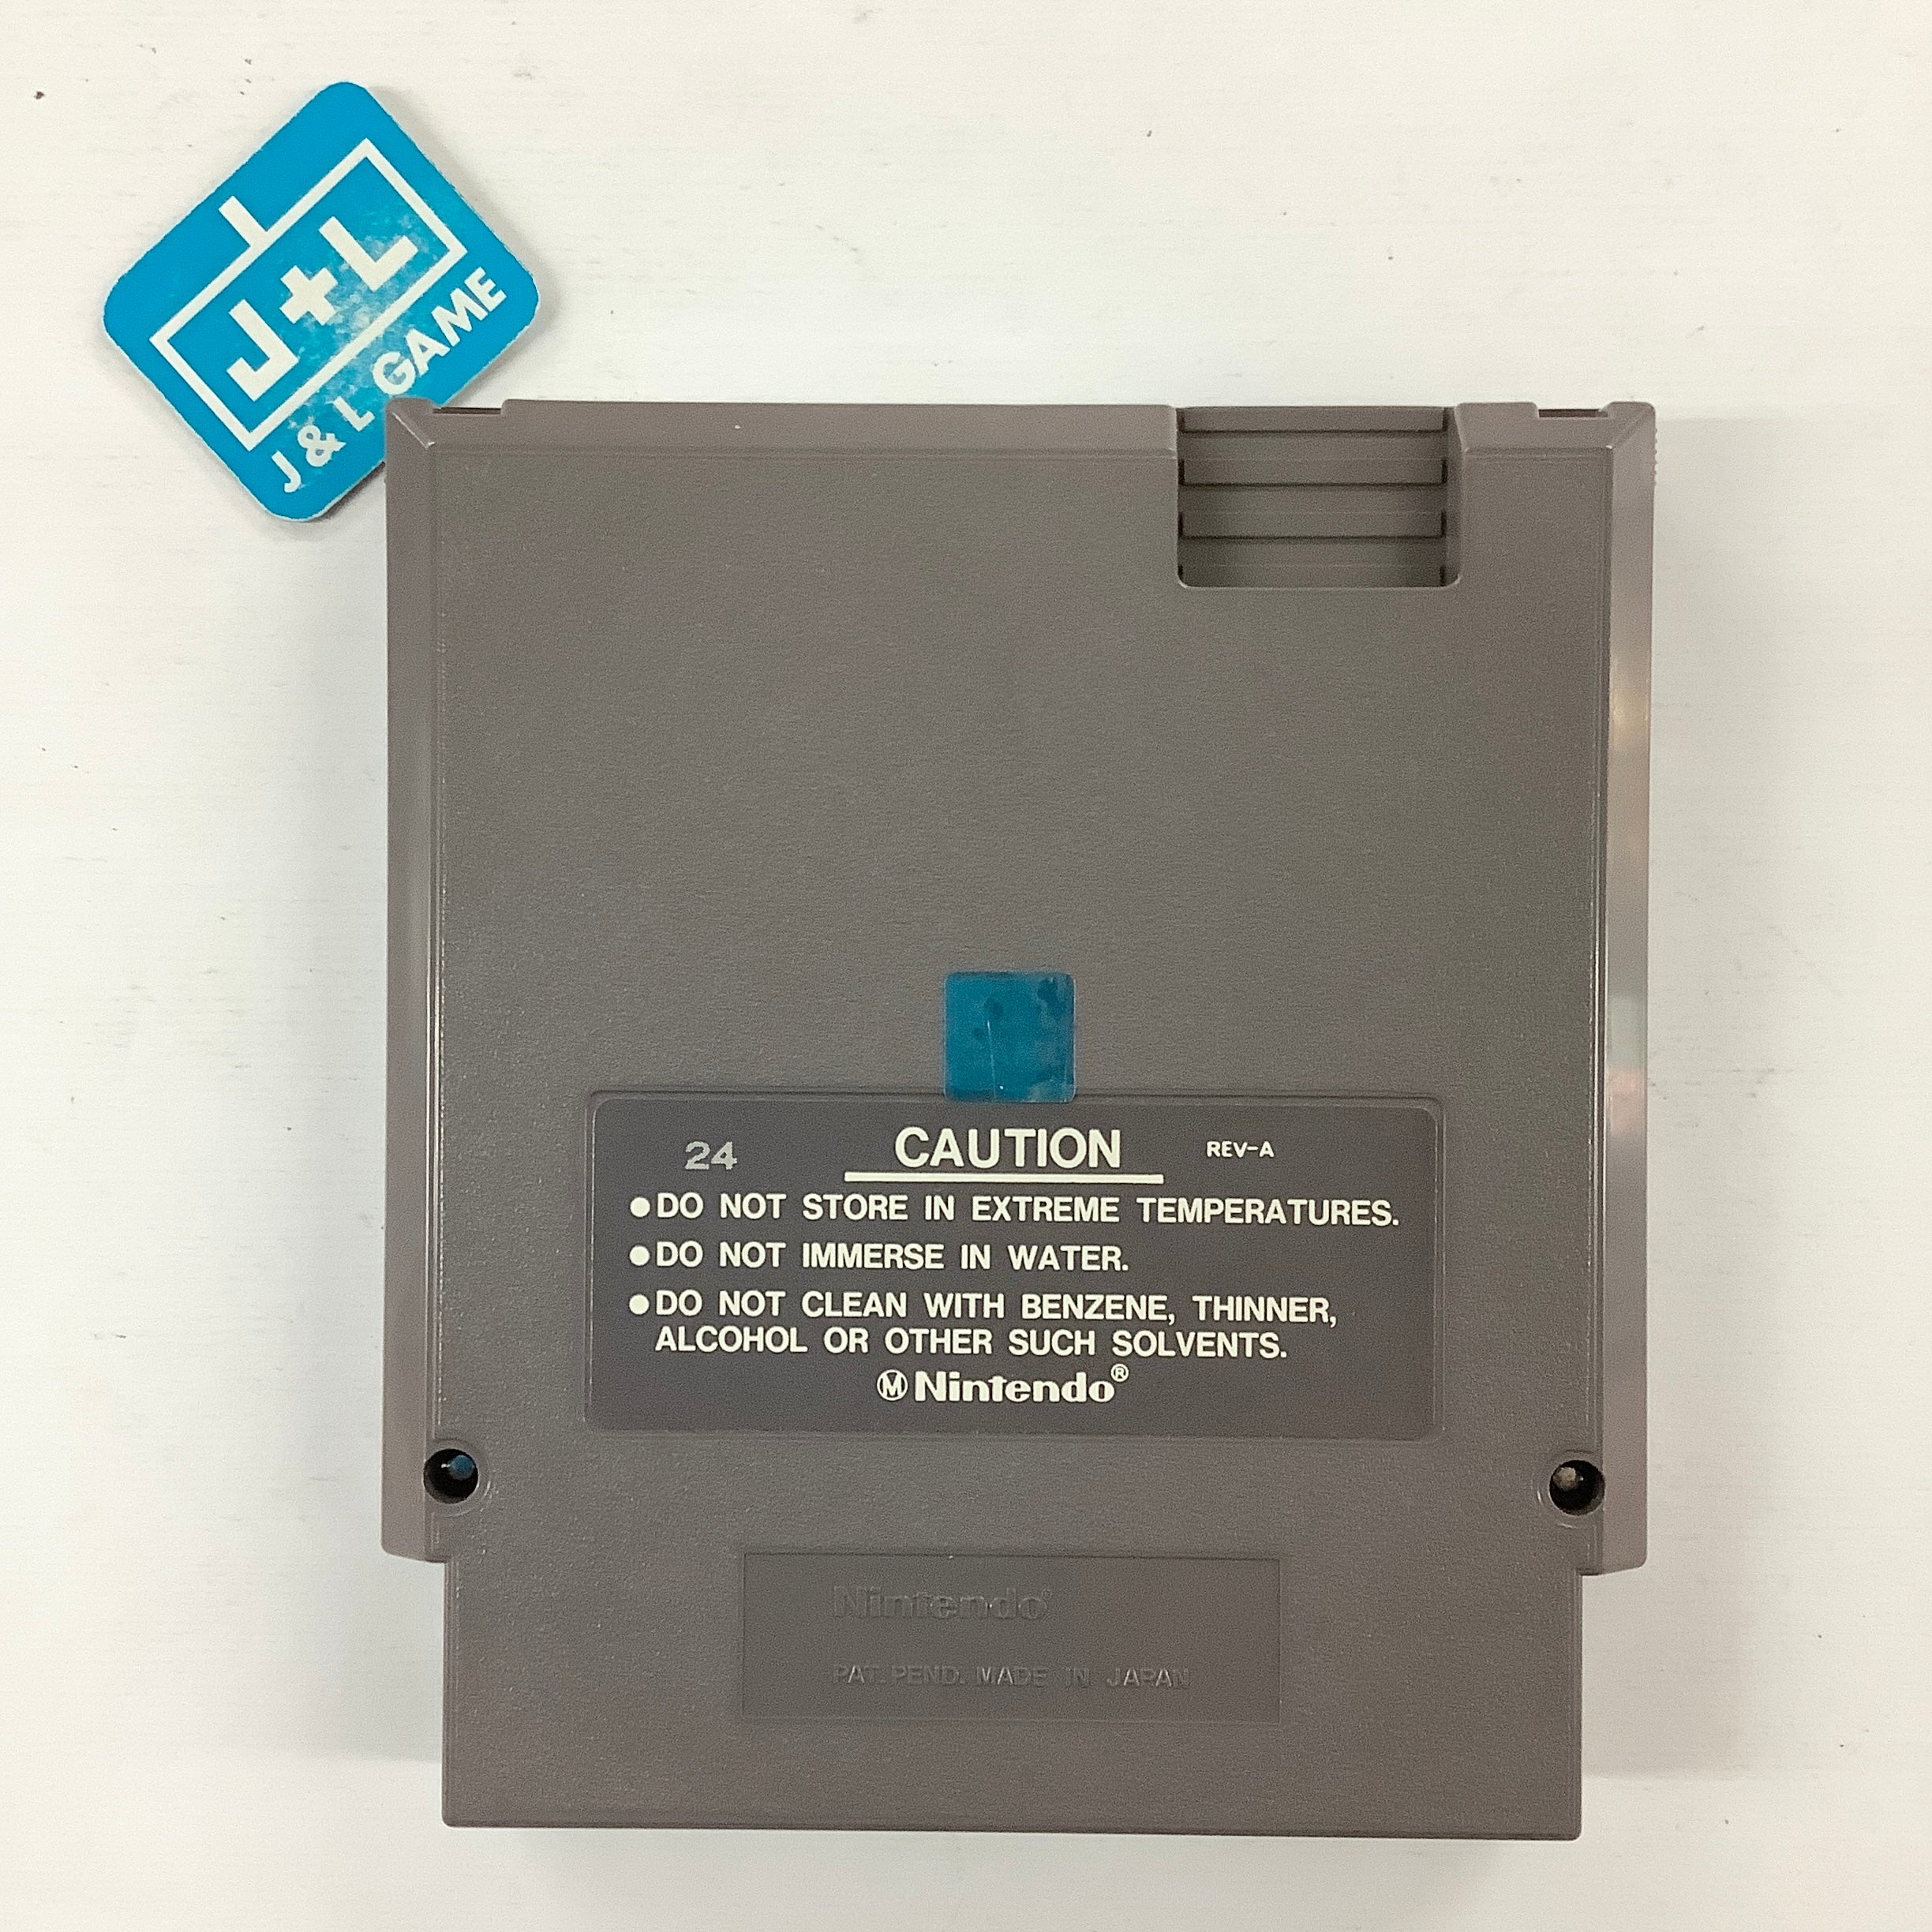 J+L
J & L GAME
24 CAUTION REV-A
●DO NOT STORE IN EXTREME TEMPERATURES.
●DO NOT IMMERSE IN WATER.
●DO NOT CLEAN WITH BENZENE, THINNER,
ALCOHOL OR OTHER SUCH SOLVENTS.
Ⓜ Nintendo®
Nintendo®
PAT. PEND. MADE IN JAPAN